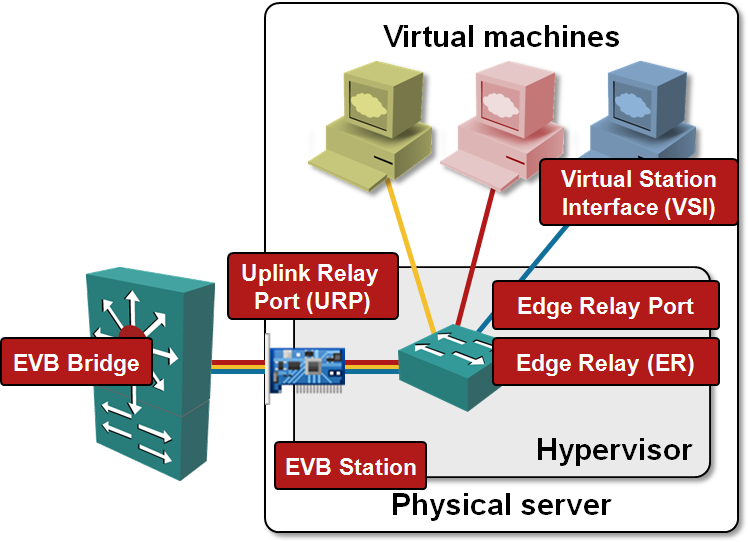 Virtual machines
Virtual Station
Interface (VSI)
Uplink Relay
Port (URP)
Edge Relay Port
EVB Bridge
Edge Relay (ER)
Hypervisor
EVB Station
Physical server